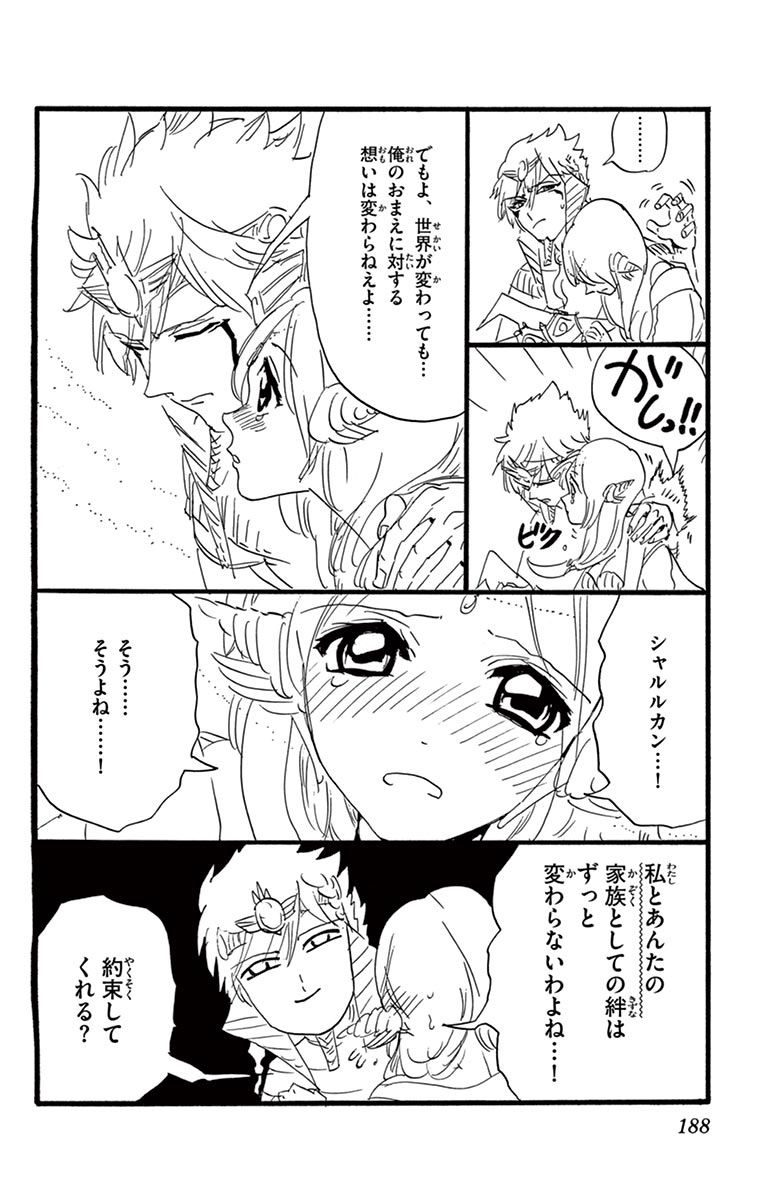 ………
がしっ!!
ビク
でもよ、世界が変わっても…
俺のおまえに対する
想いは変わらねえよ……
シャルルカン…!
そう……
そうよね……!
私とあんたの
家族としての絆は
ずっと
変わらないわよね…!
約束して
くれる?
188